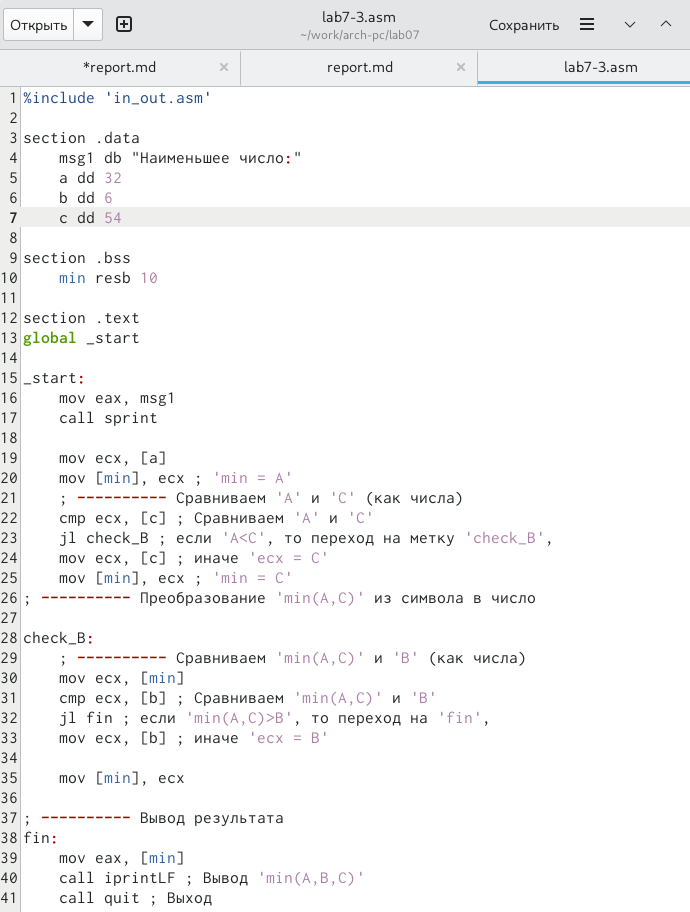 Открыть
lab7-3.asm
~/work/arch-pc/lab07
Сохранить
*report.md
report.md
lab7-3.asm
1 %include 'in_out.asm'
2
3 section .data
4 msg1 db "Наименьшее число:"
5 a dd 32
6 b dd 6
7 c dd 54
8
9 section .bss
10 min resb 10
11
12 section .text
13 global _start
14
15 _start:
16 mov eax, msg1
17 call sprint
18
19 mov ecx, [a]
20 mov [min], ecx ; 'min = A'
21 ; ---------- Сравниваем 'A' и 'C' (как числа)
22 cmp ecx, [c] ; Сравниваем 'A' и 'C'
23 jl check_B ; если 'A<C', то переход на метку 'check_B',
24 mov ecx, [c] ; иначе 'ecx = C'
25 mov [min], ecx ; 'min = C'
26 ; ---------- Преобразование 'min(A,C)' из символа в число
27
28 check_B:
29 ; ---------- Сравниваем 'min(A,C)' и 'B' (как числа)
30 mov ecx, [min]
31 cmp ecx, [b] ; Сравниваем 'min(A,C)' и 'B'
32 jl fin ; если 'min(A,C)>B', то переход на 'fin',
33 mov ecx, [b] ; иначе 'ecx = B'
34
35 mov [min], ecx
36
37 ; ---------- Вывод результата
38 fin:
39 mov eax, [min]
40 call iprintLF ; Вывод 'min(A,B,C)'
41 call quit ; Выход